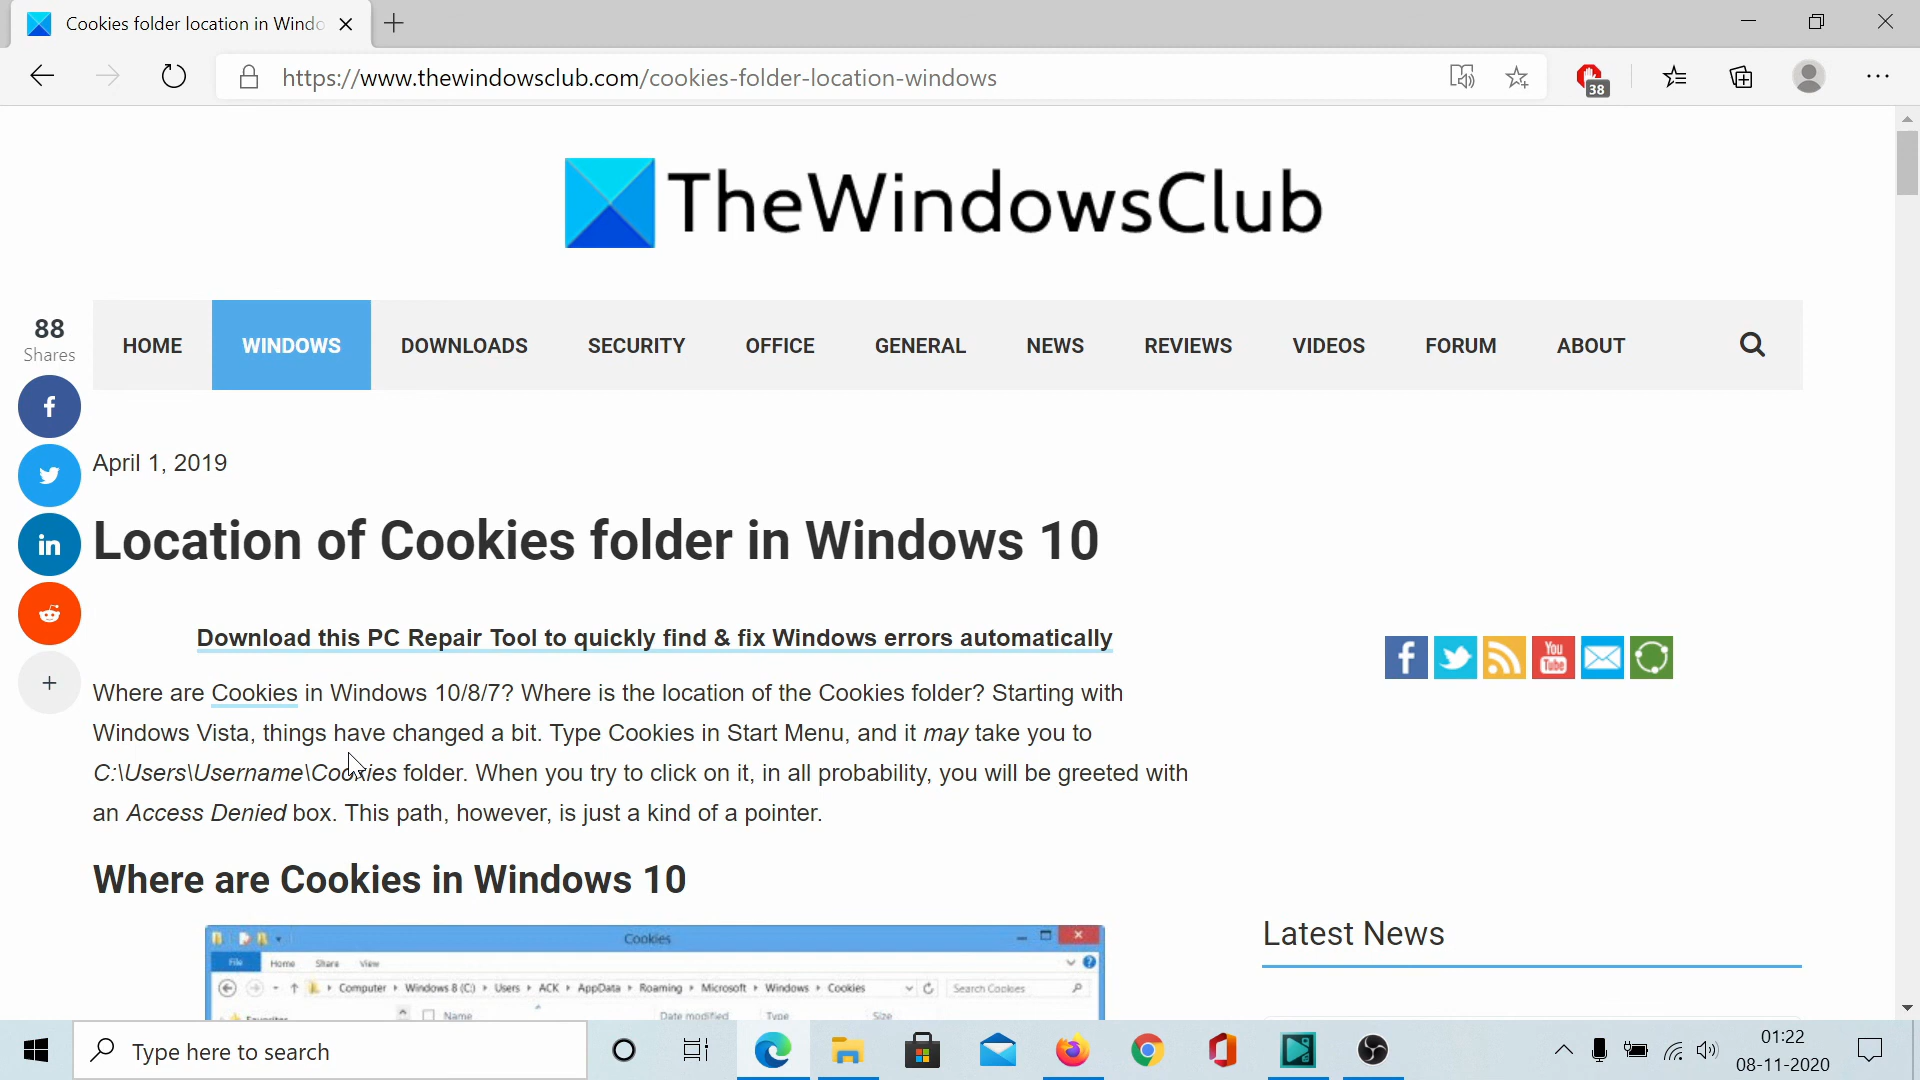 Cookies folder location in Windo
https://www.thewindowsclub.com/cookies-folder-location-windows
38
TheWindowsClub
88
Shares
HOME
WINDOWS
DOWNLOADS
SECURITY
OFFICE
GENERAL
NEWS
REVIEWS
VIDEOS
FORUM
ABOUT
April 1, 2019
Location of Cookies folder in Windows 10
Download this PC Repair Tool to quickly find & fix Windows errors automatically
Where are Cookies in Windows 10/8/7? Where is the location of the Cookies folder? Starting with
Windows Vista, things have changed a bit. Type Cookies in Start Menu, and it may take you to
C:\Users\Username\Cookies folder. When you try to click on it, in all probability, you will be greeted with
an Access Denied box. This path, however, is just a kind of a pointer.
You
Tube
Where are Cookies in Windows 10
Cookies
File
Home
Share
View
Computer
Windows 8 (C:)
Users
ACK
AppData
Roaming
Microsoft
Windows
Cookies
Search Cookies
Name
Date modified
Type
Size
Latest News
Type here to search
01:22
08-11-2020